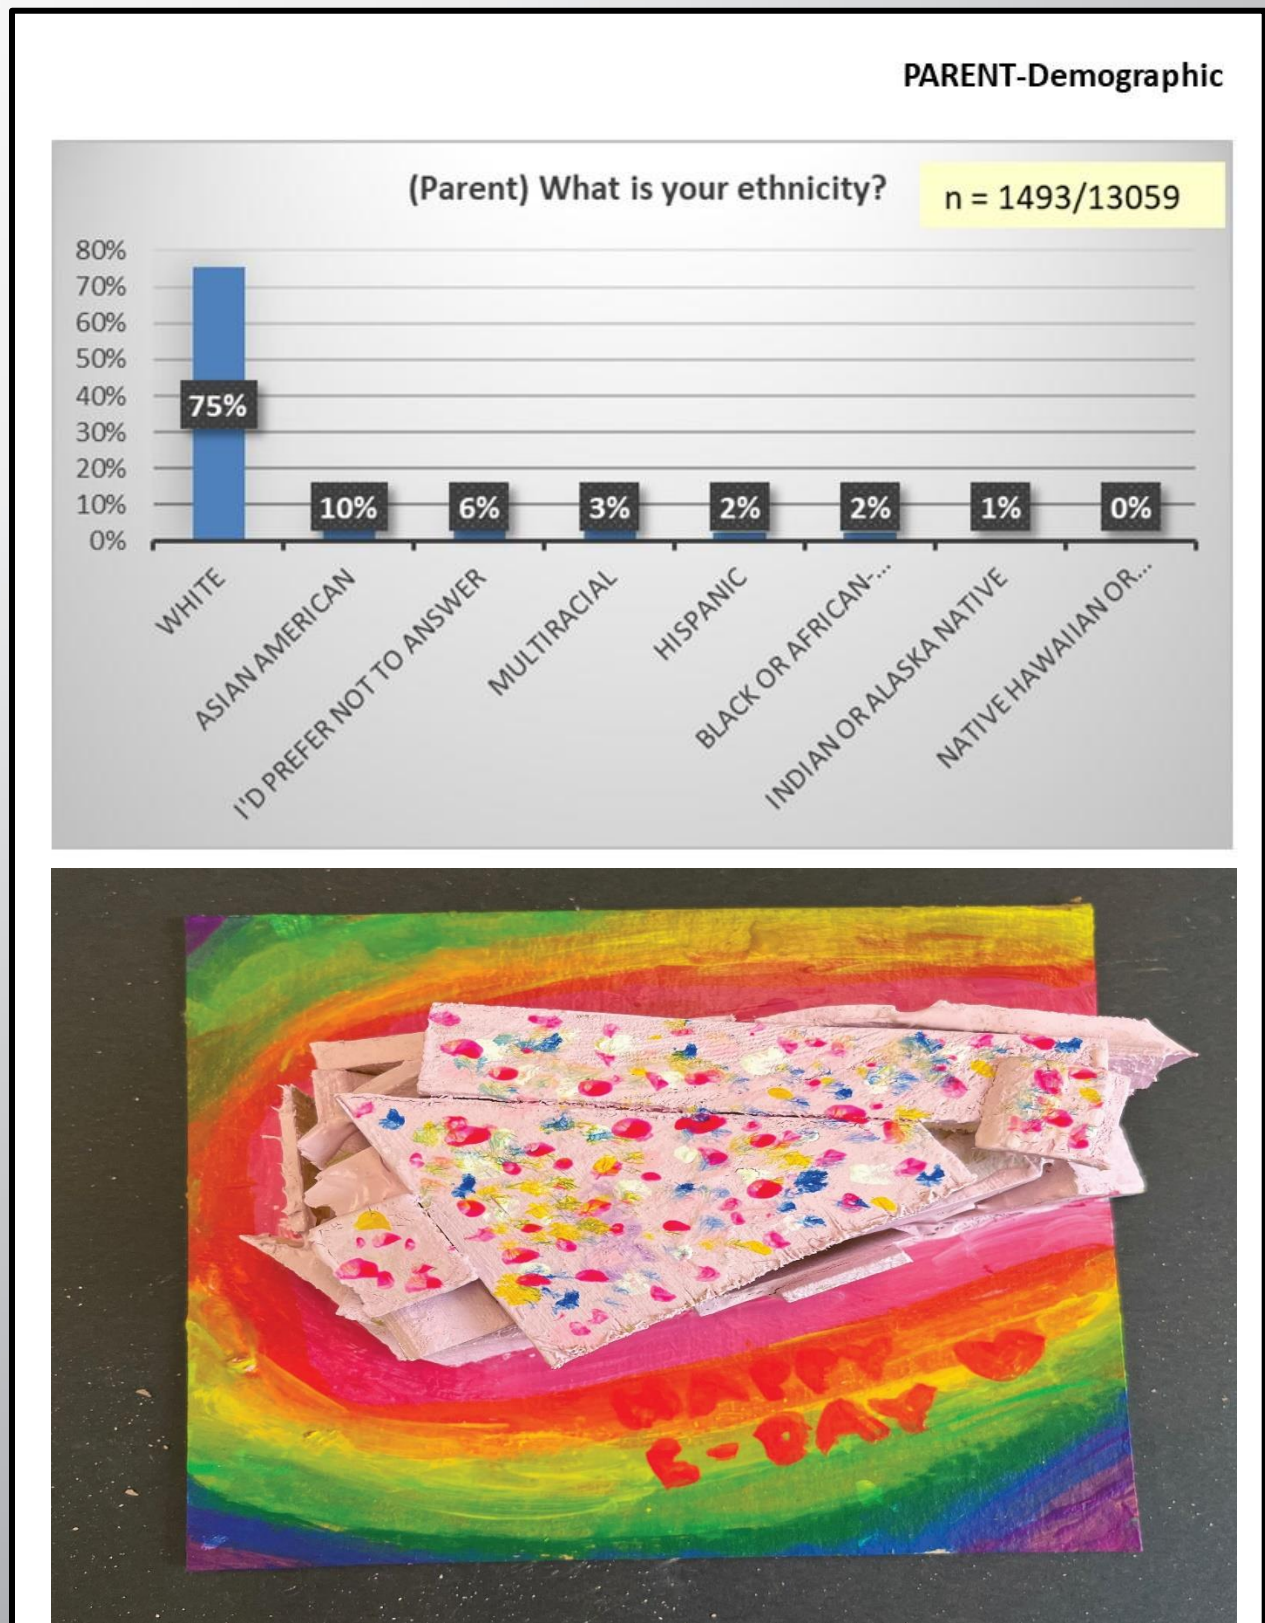 PARENT-Demographic
(Parent) What is your ethnicity?
n = 1493/13059
80%
70%
60%
50%
40%
30%
20%
10%
0%
75%
10%
6%
3%
2%
2%
1%
0%
WHITE
ASIAN AMERICAN
I'D PREFER NOT TO ANSWER
MULTIRACIAL
HISPANIC
BLACK OR AFRICAN-...
INDIAN OR ALASKA NATIVE
NATIVE HAWAIIAN OR...
HAPPY
E-DAY